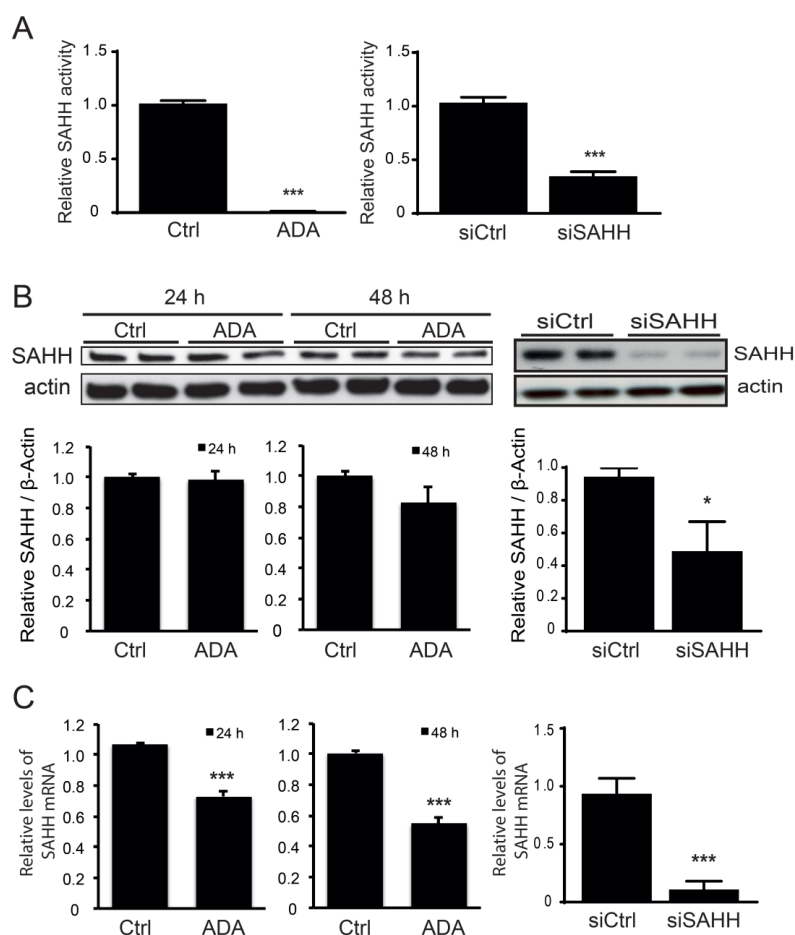 A
Relative SAHH activity
1.5
1.0
0.5
0
***
Ctrl ADA
Relative SAHH activity
1.5
1.0
0.5
0
***
siCtrl siSAHH
B
24 h 48 h
Ctrl ADA Ctrl ADA
SAHH
actin
siCtrl siSAHH
SAHH
actin
Relative SAHH / β-Actin
1.2
1.0
0.8
0.6
0.4
0.2
0
24 h
Ctrl ADA
1.2
1.0
0.8
0.6
0.4
0.2
0
48 h
Ctrl ADA
Relative SAHH / β-Actin
1.0
0.8
0.6
0.4
0.2
0
*
siCtrl siSAHH
C
Relative levels of
SAHH mRNA
1.2
1.0
0.8
0.6
0.4
0.2
0
24 h
***
Ctrl ADA
1.2
1.0
0.8
0.6
0.4
0.2
0
48 h
***
Ctrl ADA
Relative levels of
SAHH mRNA
1.5
1.0
0.5
0
***
siCtrl siSAHH